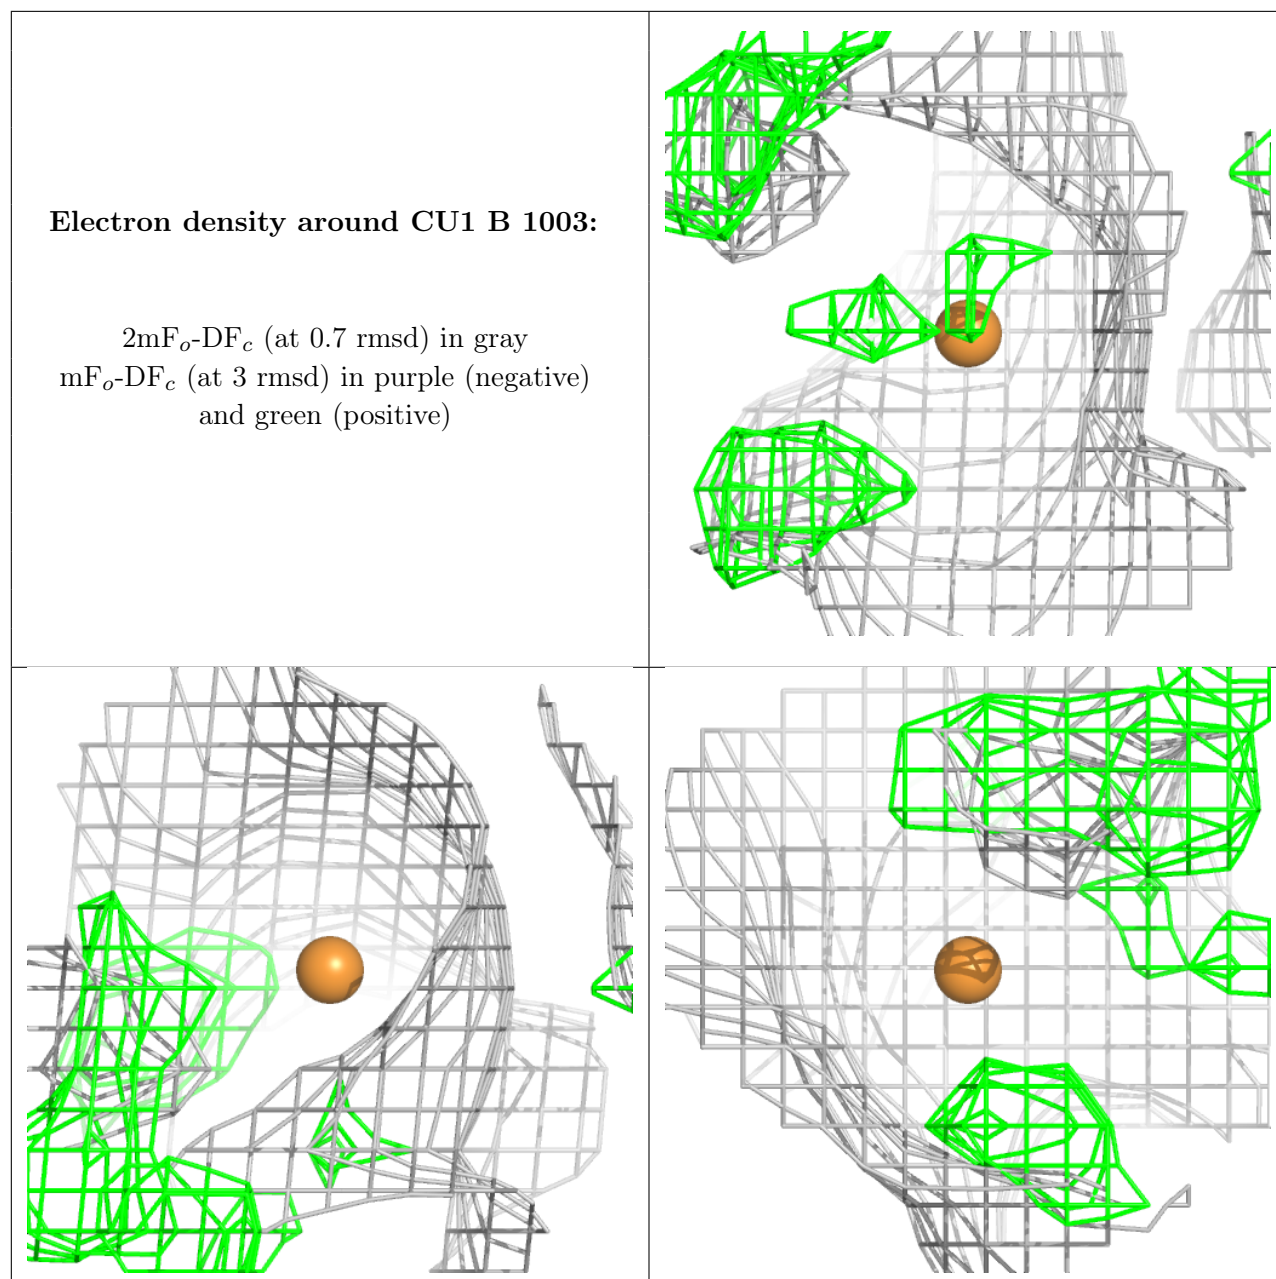 Electron density around CU1 B 1003:
2mFₒ-DF𝒸 (at 0.7 rmsd) in gray
mFₒ-DF𝒸 (at 3 rmsd) in purple (negative)
and green (positive)